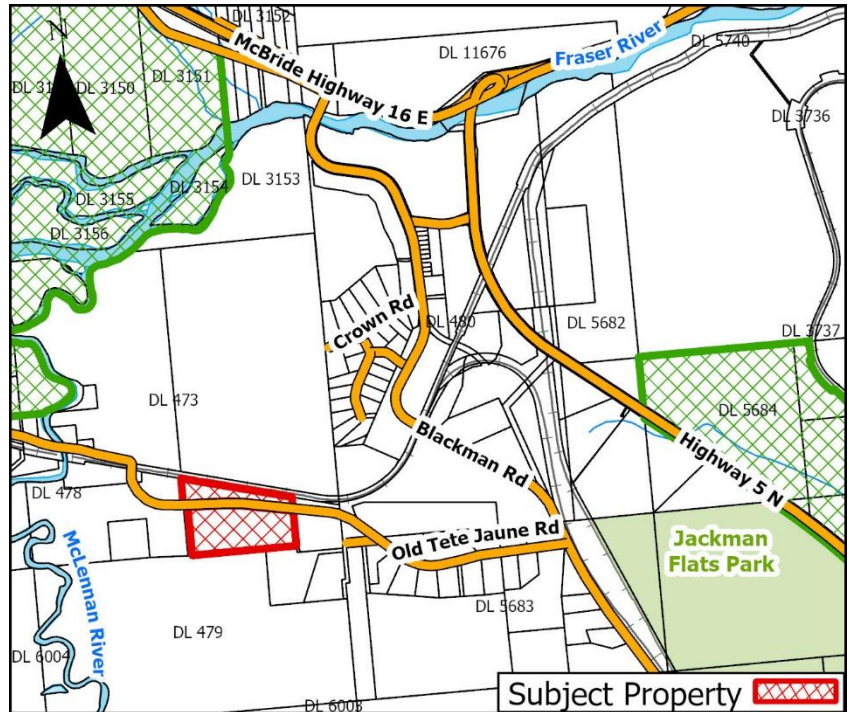 DL 3152
N
McBride Highway 16 E
DL 11676
Fraser River
DL 5740
DL 3150
DL 3151
DL 3736
DL 3155
DL 3154
DL 3153
DL 3156
Crown Rd
DL 480
DL 5682
DL 3737
DL 473
DL 5684
Blackman Rd
Highway 5 N
DL 478
Old Tete Jaune Rd
Jackman
Flats Park
McLennan River
DL 5683
DL 479
DL 6004
DL 6003
Subject Property